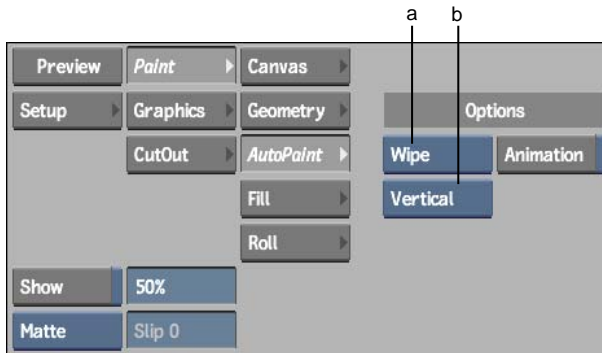 a b
Preview Paint Canvas
Setup Graphics Geometry Options
CutOut AutoPaint Wipe Animation
Fill Vertical
Roll
Show 50%
Matte Slip 0